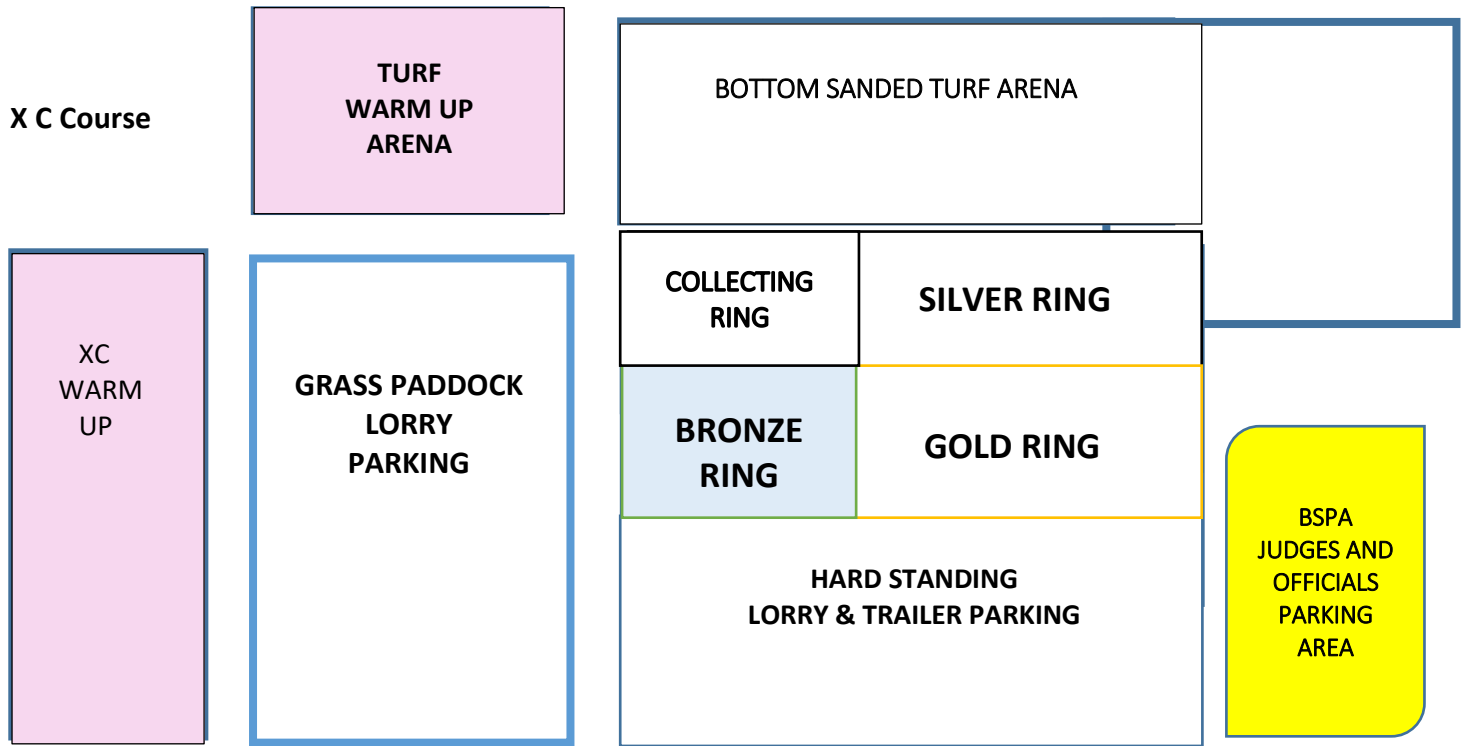 X C Course
TURF
WARM UP
ARENA
BOTTOM SANDED TURF ARENA
XC
WARM
UP
GRASS PADDOCK
LORRY
PARKING
COLLECTING
RING
SILVER RING
BRONZE
RING
GOLD RING
HARD STANDING
LORRY & TRAILER PARKING
BSPA
JUDGES AND
OFFICIALS
PARKING
AREA